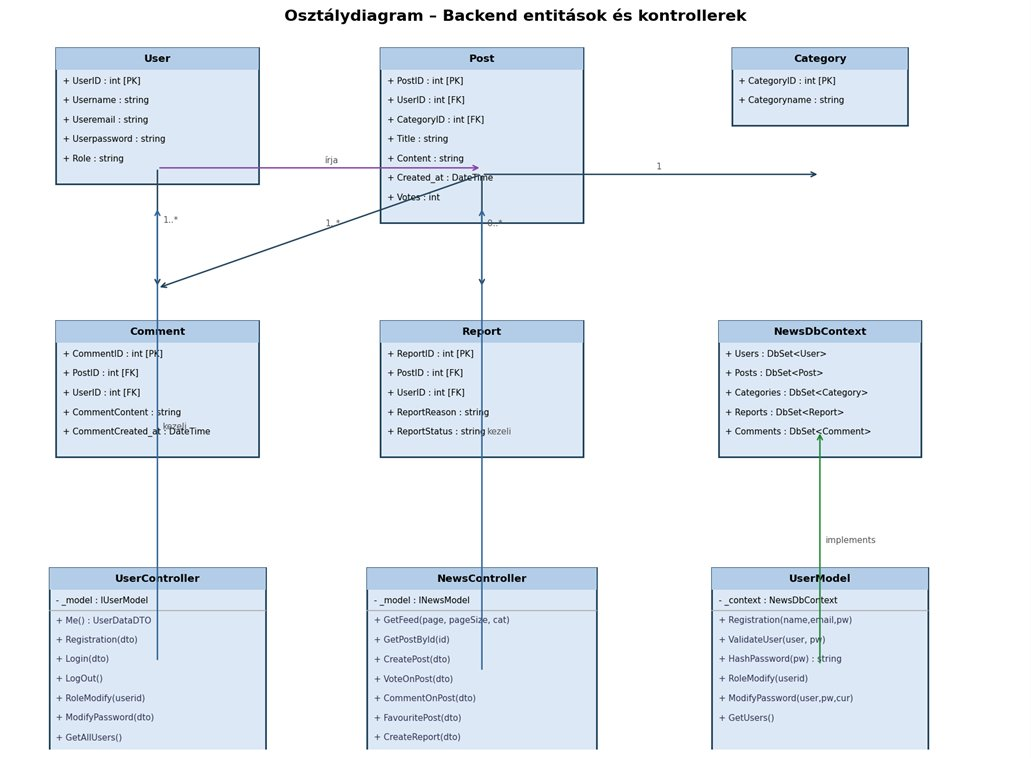 Osztálydiagram – Backend entitások és kontrollerek
User
+ UserID : int [PK]
+ Username : string
+ Useremail : string
+ Userpassword : string
+ Role : string
Post
+ PostID : int [PK]
+ UserID : int [FK]
+ CategoryID : int [FK]
+ Title : string
+ Content : string
+ Created_at : DateTime
+ Votes : int
Category
+ CategoryID : int [PK]
+ Categoryname : string
írja
1
1..*
1..*
0..*
Comment
+ CommentID : int [PK]
+ PostID : int [FK]
+ UserID : int [FK]
+ CommentContent : string
+ CommentCreated_at : DateTime
kezeli
Report
+ ReportID : int [PK]
+ PostID : int [FK]
+ UserID : int [FK]
+ ReportReason : string
+ ReportStatus : string
kezeli
NewsDbContext
+ Users : DbSet<User>
+ Posts : DbSet<Post>
+ Categories : DbSet<Category>
+ Reports : DbSet<Report>
+ Comments : DbSet<Comment>
implements
UserController
- _model : IUserModel
+ Me() : UserDataDTO
+ Registration(dto)
+ Login(dto)
+ LogOut()
+ RoleModify(userid)
+ ModifyPassword(dto)
+ GetAllUsers()
NewsController
- _model : INewsModel
+ GetFeed(page, pageSize, cat)
+ GetPostById(id)
+ CreatePost(dto)
+ VoteOnPost(dto)
+ CommentOnPost(dto)
+ FavouritePost(dto)
+ CreateReport(dto)
UserModel
- _context : NewsDbContext
+ Registration(name,email,pw)
+ ValidateUser(user, pw)
+ HashPassword(pw) : string
+ RoleModify(userid)
+ ModifyPassword(user,pw,cur)
+ GetUsers()